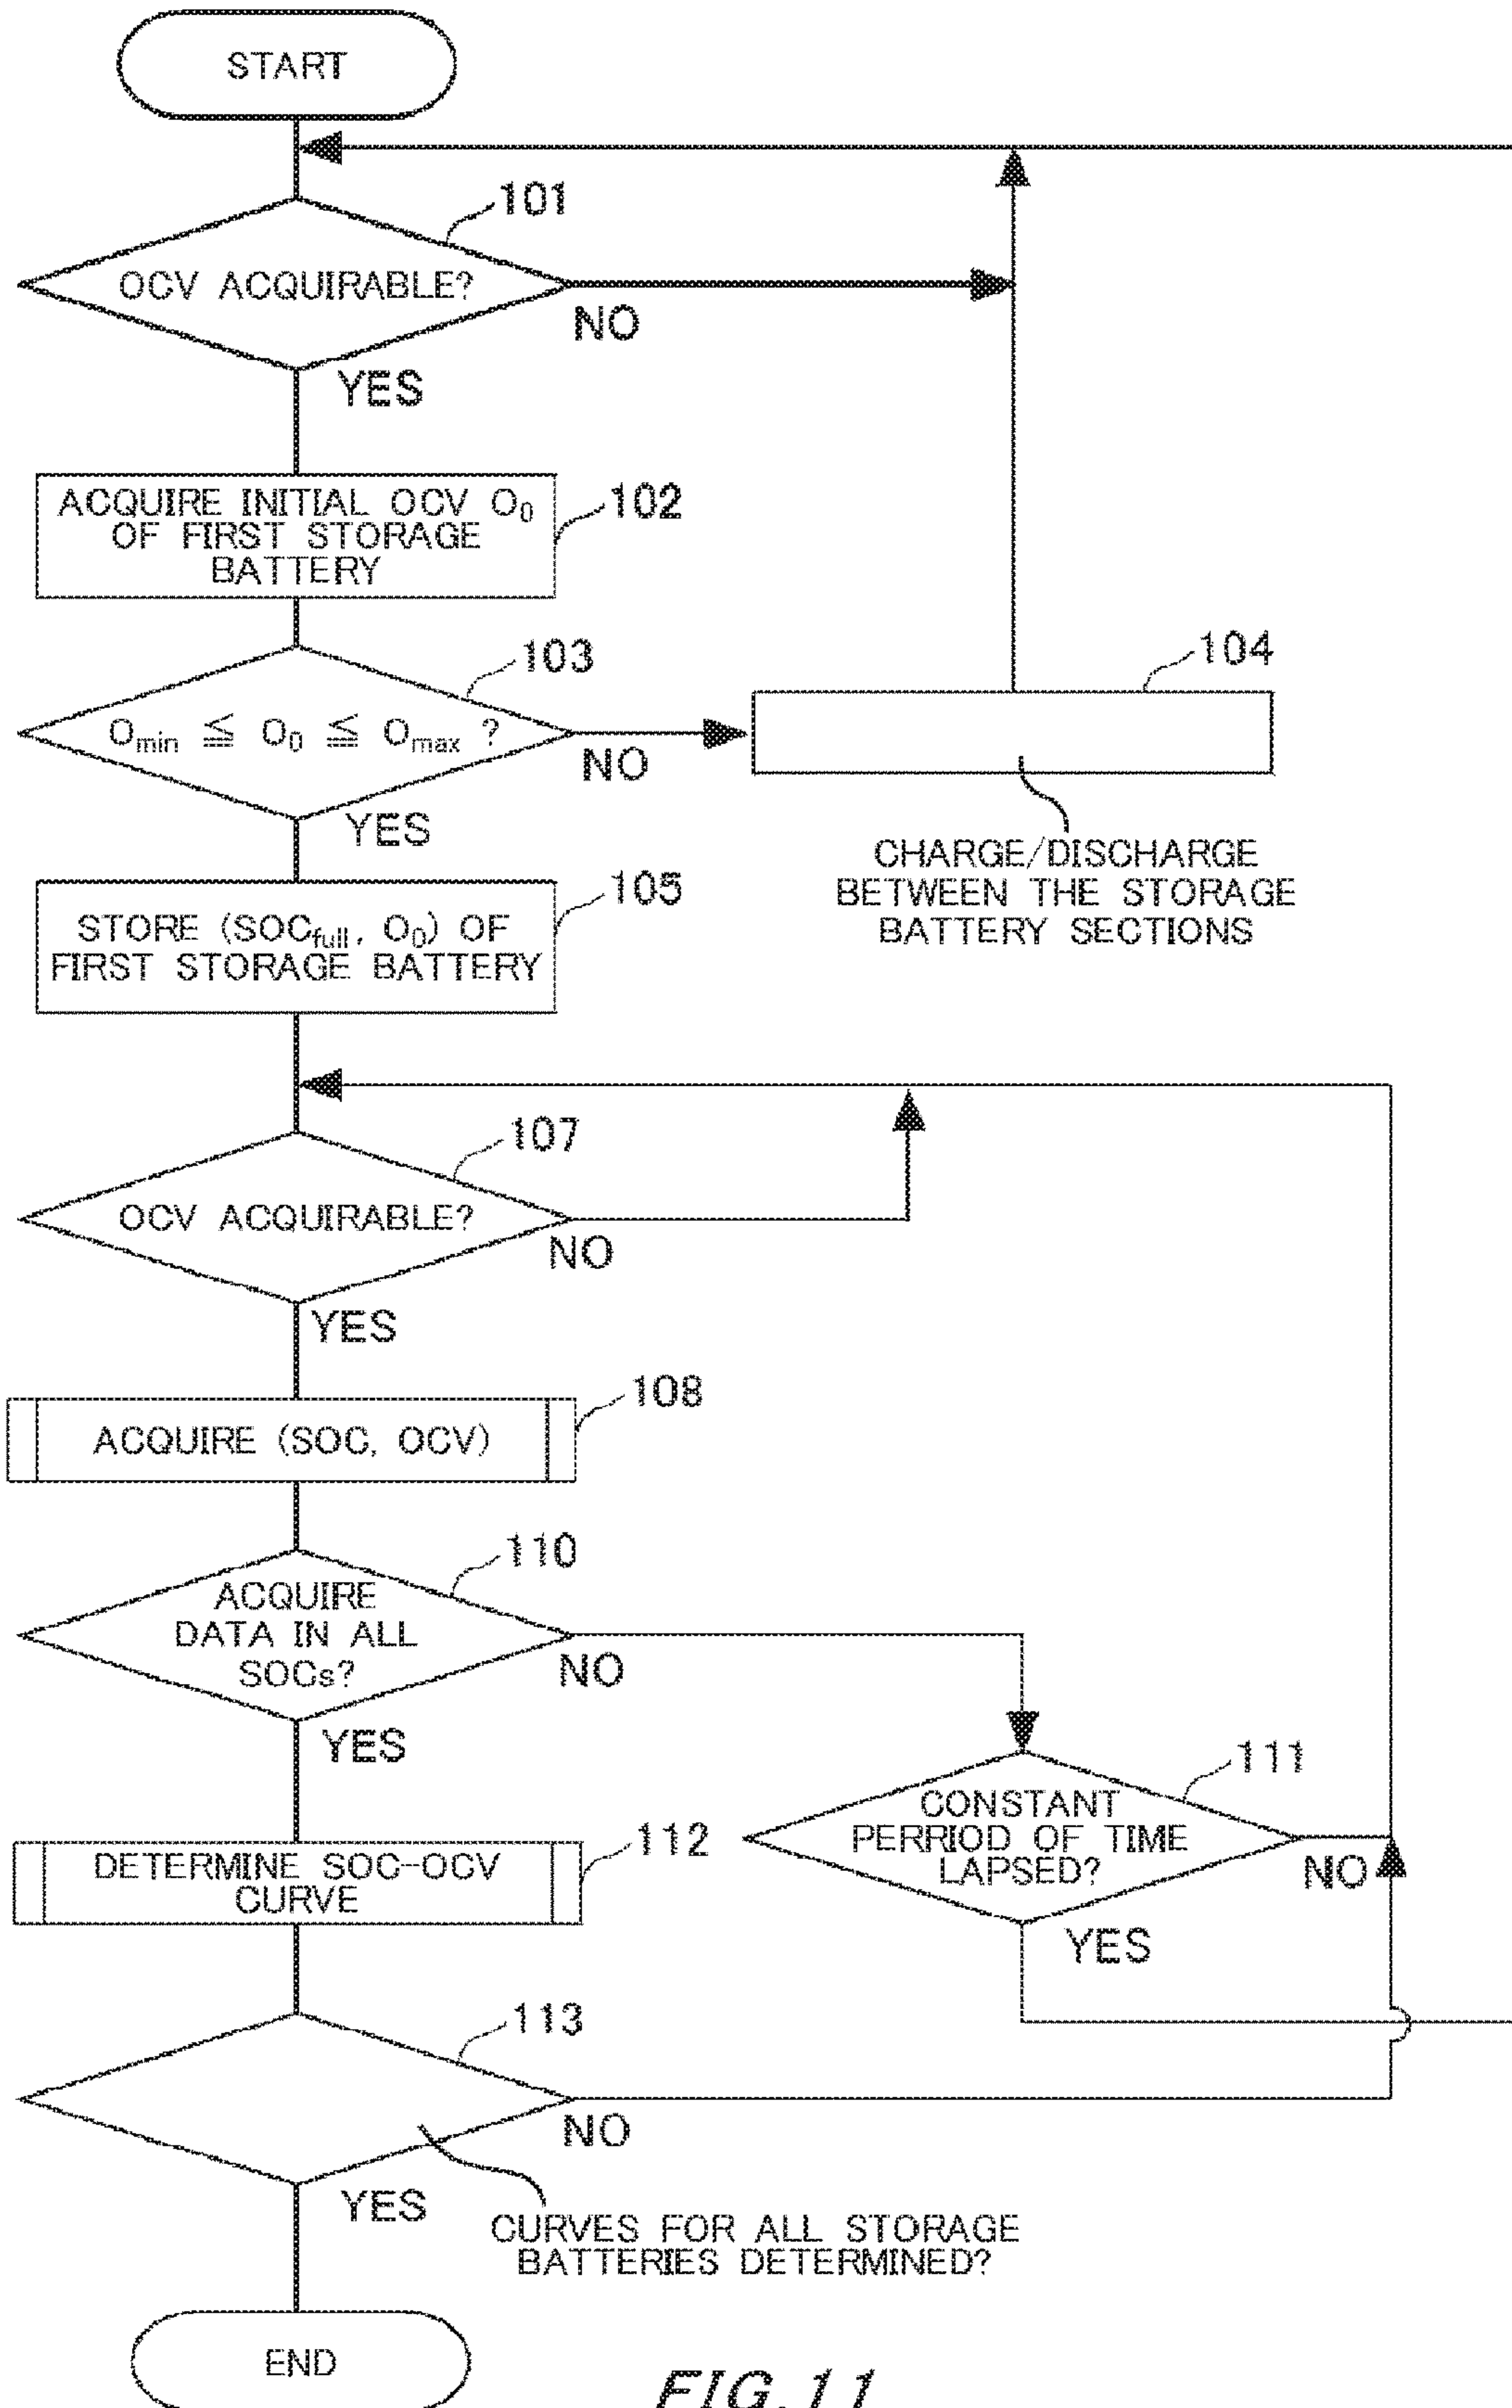 START
101
OCV ACQUIRABLE?
NO
YES
ACQUIRE INITIAL OCV O0
OF FIRST STORAGE
BATTERY
102
103
Omin ≦ O0 ≦ Omax ?
NO
YES
104
CHARGE/DISCHARGE
BETWEEN THE STORAGE
BATTERY SECTIONS
105
STORE (SOCfull, O0) OF
FIRST STORAGE BATTERY
107
OCV ACQUIRABLE?
NO
YES
108
ACQUIRE (SOC, OCV)
110
ACQUIRE
DATA IN ALL
SOCs?
NO
YES
111
CONSTANT
PERRIOD OF TIME
LAPSED?
NO
YES
112
DETERMINE SOC-OCV
CURVE
113
NO
YES
CURVES FOR ALL STORAGE
BATTERIES DETERMINED?
END
FIG.11